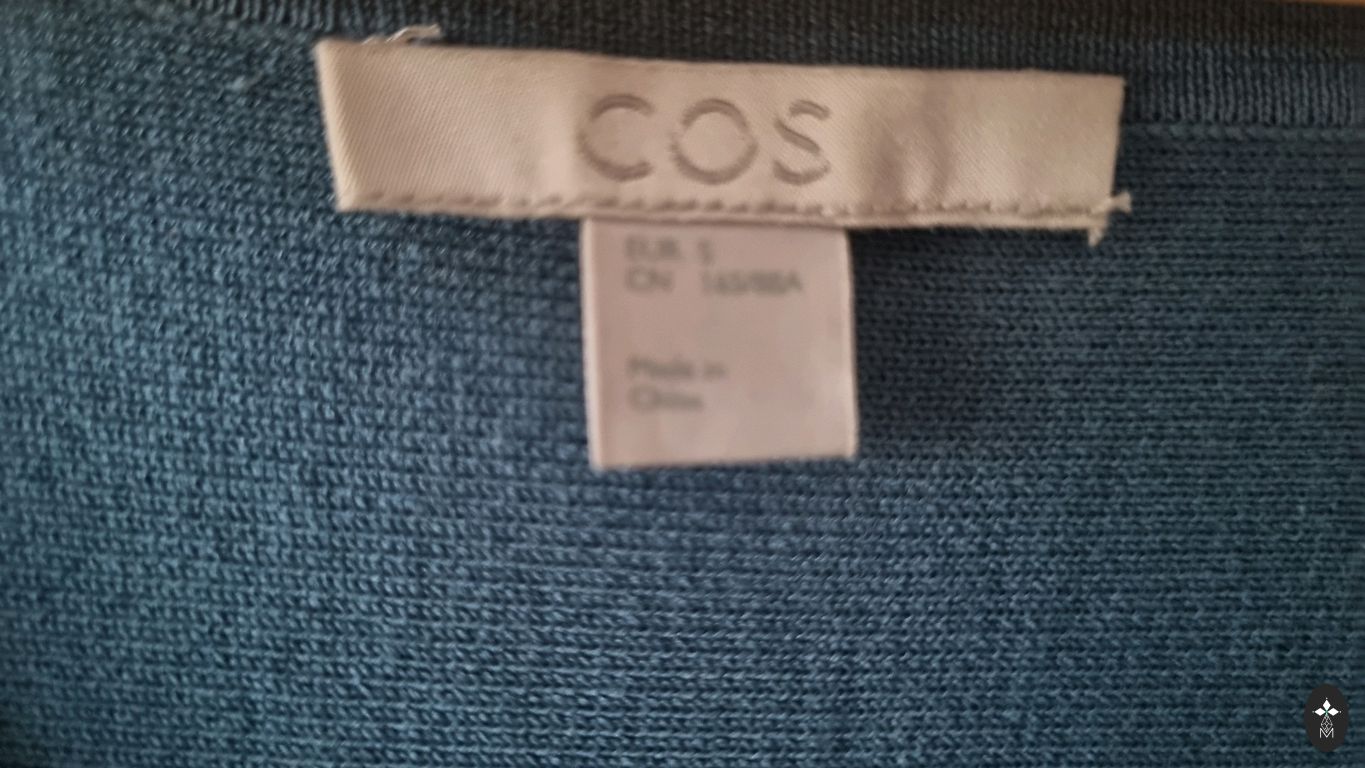 COS
EUR S
CN 165/88A
Made in
China
M